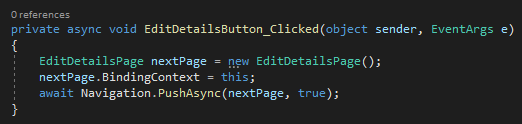 0 references
private async void EditDetailsButton_Clicked(object sender, EventArgs e)
{
EditDetailsPage nextPage = new EditDetailsPage();
nextPage.BindingContext = this;
await Navigation.PushAsync(nextPage, true);
}